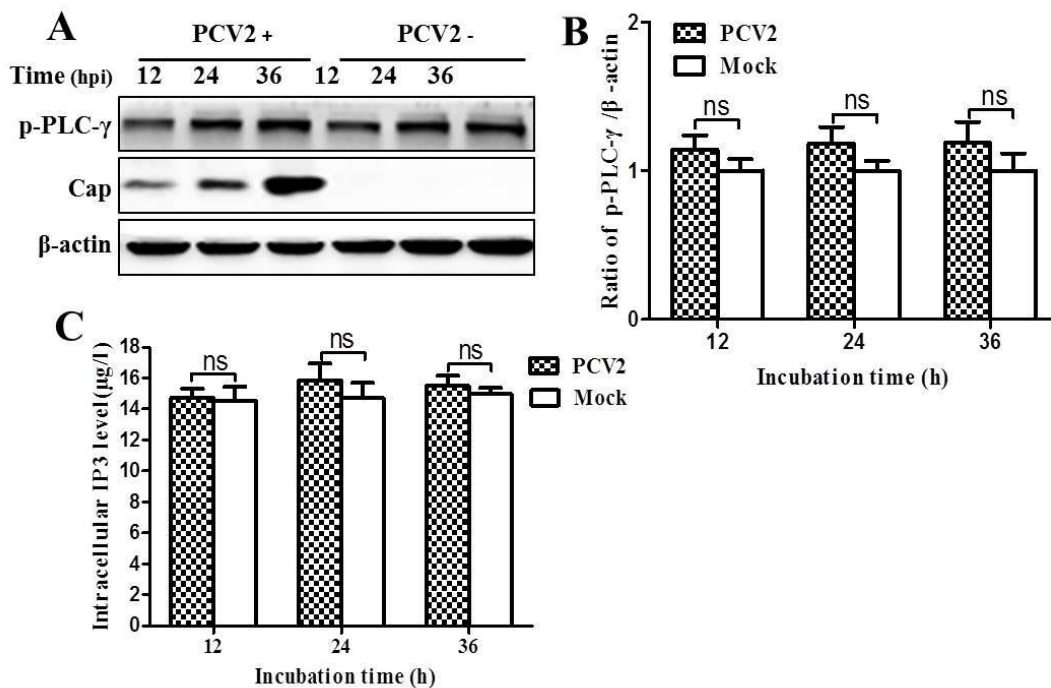 A
PCV2 + PCV2 -
Time (hpi) 12 24 36 12 24 36
p-PLC-γ
Cap
β-actin
B
PCV2
Mock
Ratio of p-PLC-γ /β -actin
2
1
0
ns ns ns
12 24 36
Incubation time (h)
C
PCV2
Mock
Intracellular IP3 level (µg/l)
18
16
14
12
10
8
6
4
2
0
ns ns ns
12 24 36
Incubation time (h)